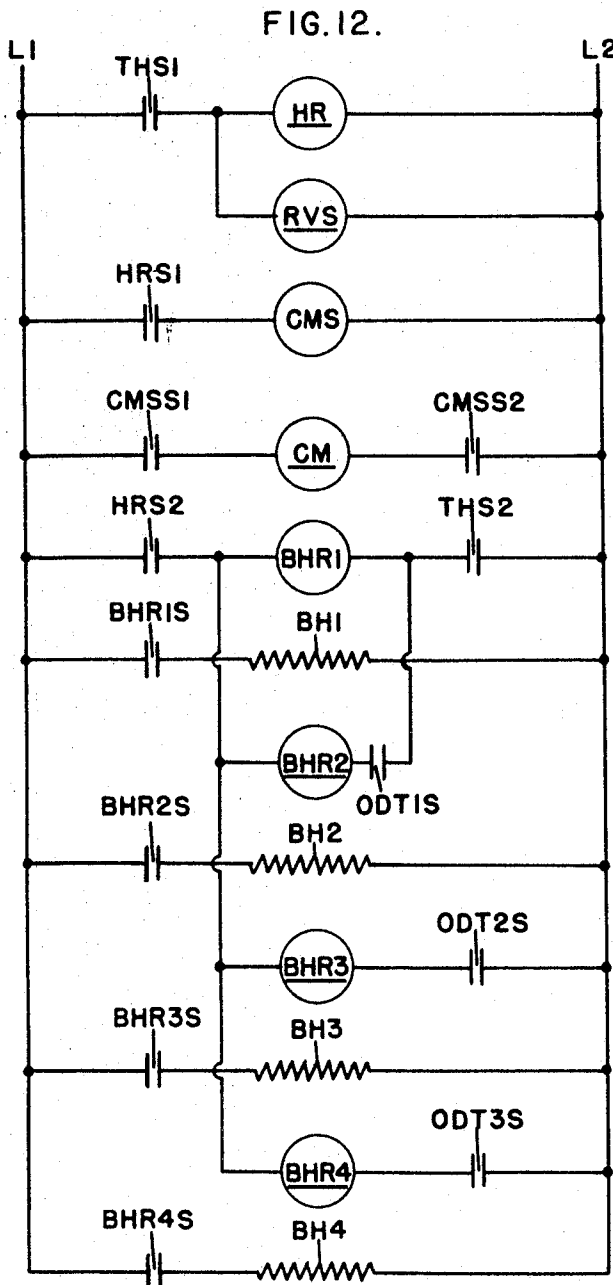 FIG.12.
L1 L2
THS1
HR
RVS
HRS1
CMS
CMSS1 CMSS2
CM
HRS2 THS2
BHR1
BHR1S BH1
BHR2
ODT1S
BHR2S BH2
ODT2S
BHR3
BHR3S BH3
ODT3S
BHR4
BHR4S BH4